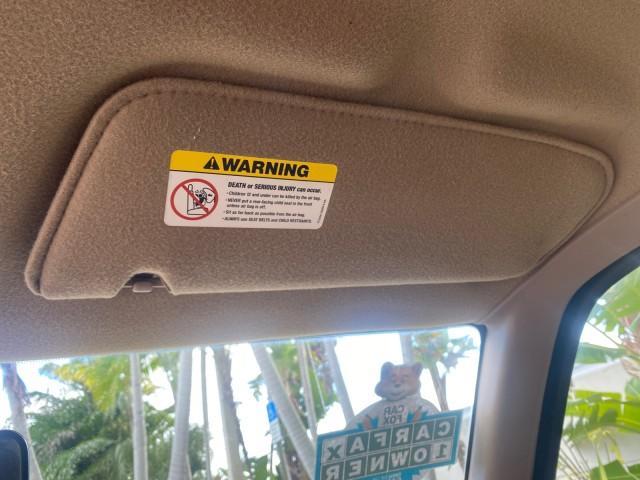 WARNING
DEATH or SERIOUS INJURY can occur.
• Children 12 and under can be killed by the air bag.
• NEVER put a rear-facing child seat in the front
unless air bag is off.
• Sit as far back as possible from the air bag.
• ALWAYS use SEAT BELTS and CHILD RESTRAINTS.
CAR
FOX
CARFAX
1 OWNER